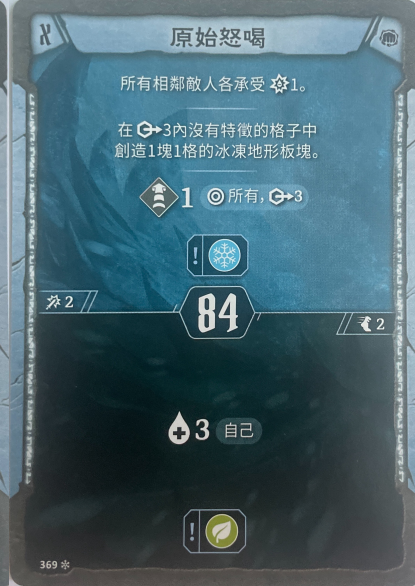 X
原始怒喝
所有相鄰敵人各承受 1。
在 3內沒有特徵的格子中
創造1塊1格的冰凍地形板塊。
1 所有, 3
!
2
84
2
3 自己
!
369